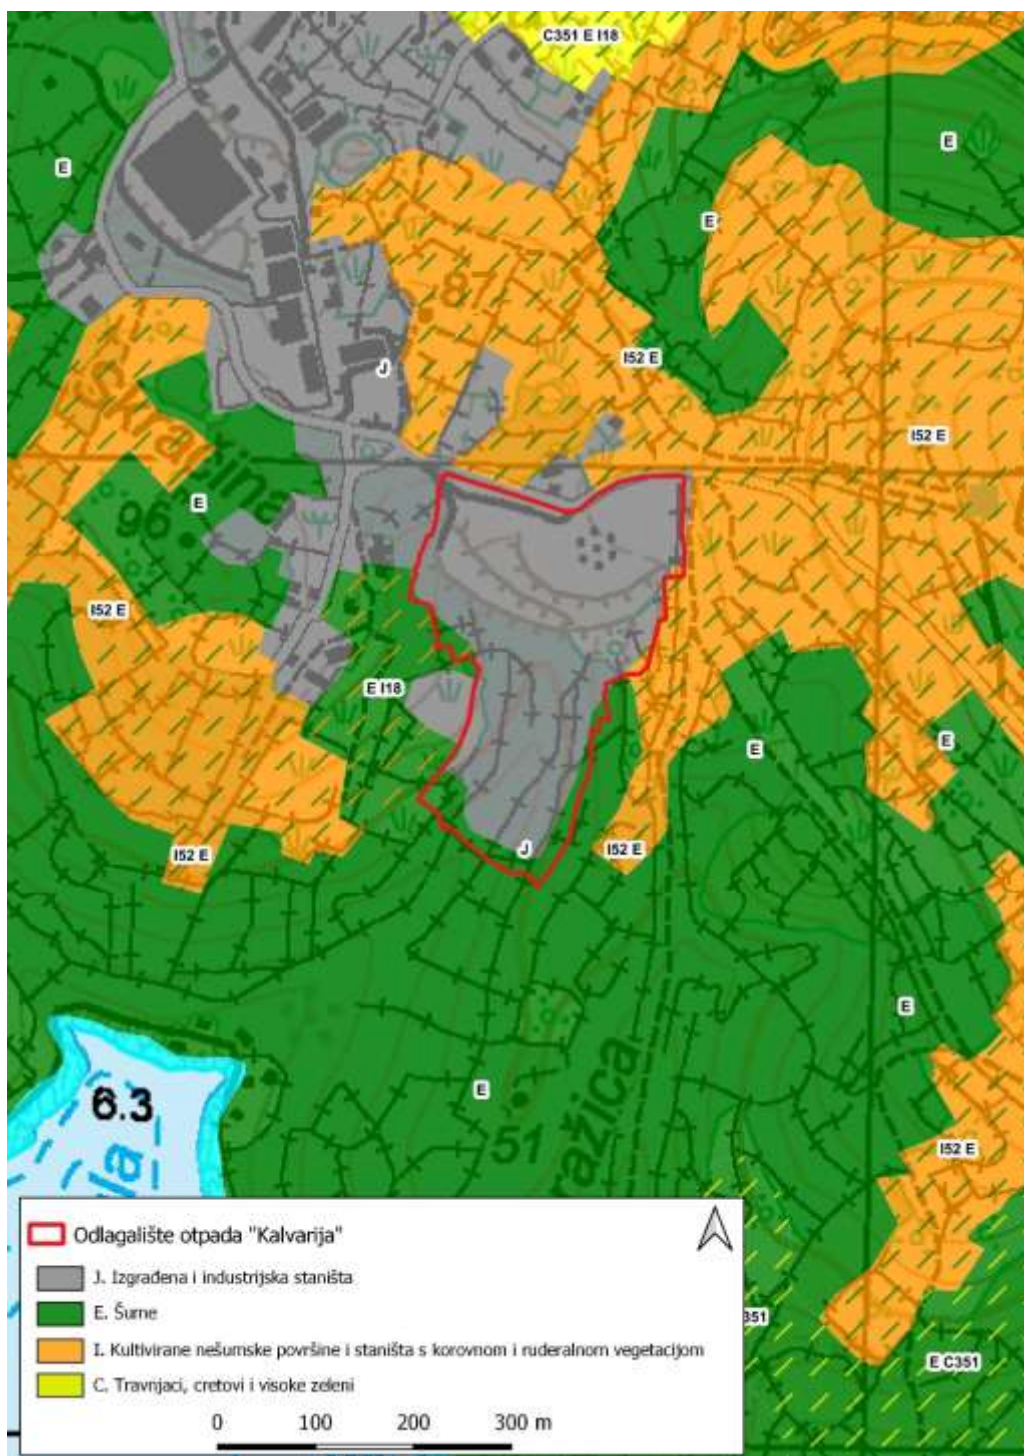 C351 E I18
E
E
E
87
I52 E
J
I52 E
E
96
I52 E
E I18
E
E
I52 E
J
I52 E
E
6.3
E
51
I52 E
Odlagalište otpada "Kalvarija"
J. Izgrađena i industrijska staništa
E. Šume
351
I. Kultivirane nešumske površine i staništa s korovnom i ruderalnom vegetacijom
E C351
C. Travnjaci, cretovi i visoke zeleni
0 100 200 300 m